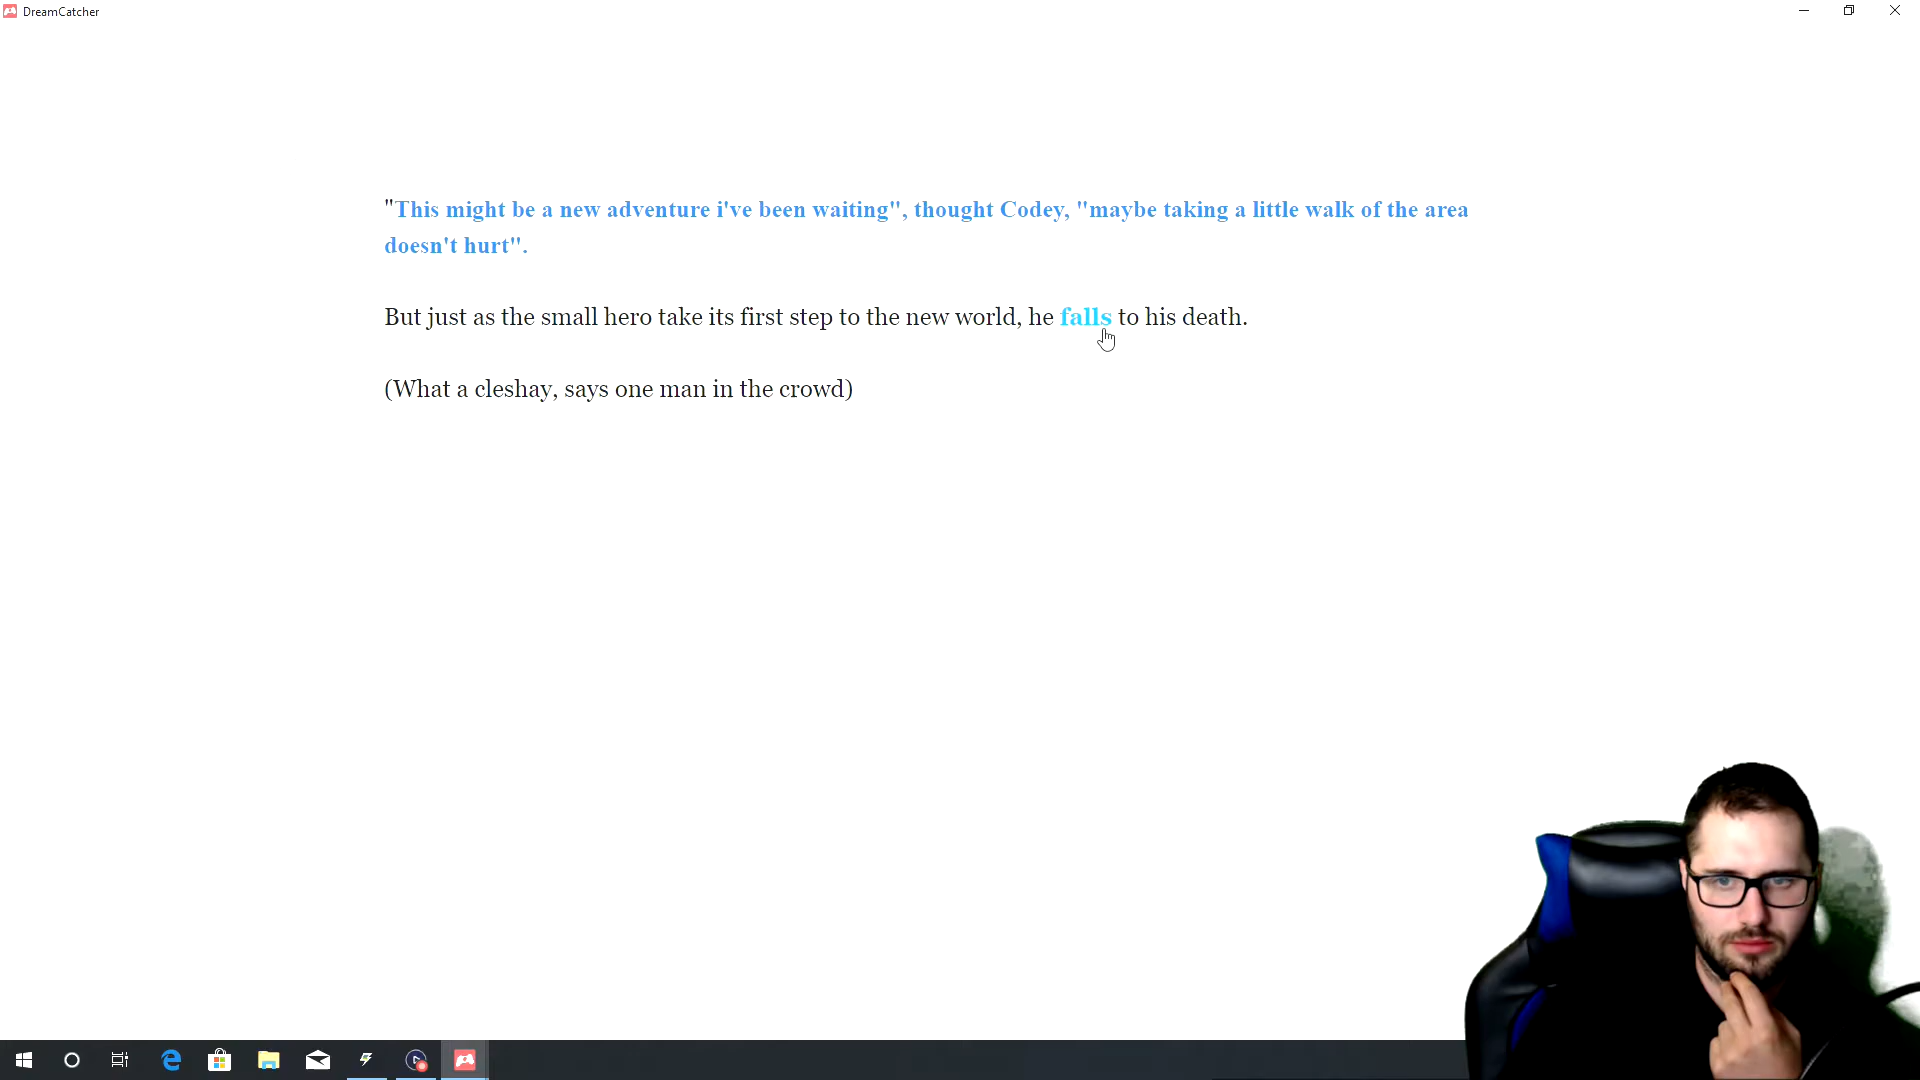 DreamCatcher
"This might be a new adventure i've been waiting", thought Codey, "maybe taking a little walk of the area
doesn't hurt".
But just as the small hero take its first step to the new world, he falls to his death.
(What a cleshay, says one man in the crowd)